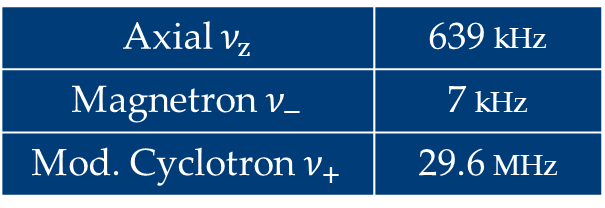 Axial ν_z 639 kHz
Magnetron ν_− 7 kHz
Mod. Cyclotron ν_+ 29.6 MHz